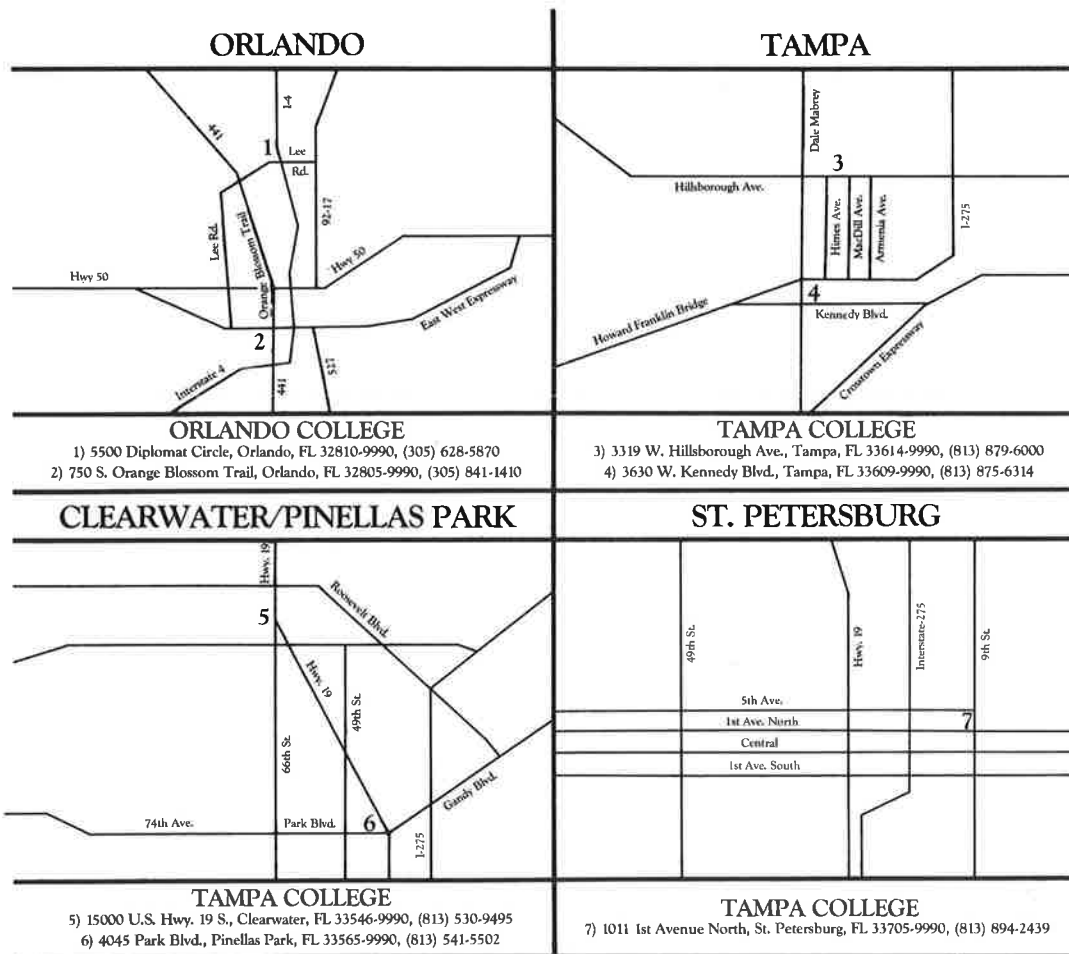 ORLANDO
441
I-4
1
Lee
Rd.
92-17
Lee Rd.
Orange Blossom Trail
Hwy 50
Hwy 50
East West Expressway
2
Interstate 4
441
527
ORLANDO COLLEGE
1) 5500 Diplomat Circle, Orlando, FL 32810-9990, (305) 628-5870
2) 750 S. Orange Blossom Trail, Orlando, FL 32805-9990, (305) 841-1410
TAMPA
Dale Mabrey
3
Hillsborough Ave.
Himes Ave.
MacDill Ave.
Armenia Ave.
I-275
4
Howard Franklin Bridge
Kennedy Blvd.
Crosstown Expressway
TAMPA COLLEGE
3) 3319 W. Hillsborough Ave., Tampa, FL 33614-9990, (813) 879-6000
4) 3630 W. Kennedy Blvd., Tampa, FL 33609-9990, (813) 875-6314
CLEARWATER/PINELLAS PARK
Hwy. 19
Roosevelt Blvd.
5
Hwy. 19
49th St.
66th St.
Gandy Blvd.
74th Ave.
Park Blvd.
6
I-275
TAMPA COLLEGE
5) 15000 U.S. Hwy. 19 S., Clearwater, FL 33546-9990, (813) 530-9495
6) 4045 Park Blvd., Pinellas Park, FL 33565-9990, (813) 541-5502
ST. PETERSBURG
49th St.
Hwy. 19
Interstate-275
9th St.
5th Ave.
1st Ave. North
7
Central
1st Ave. South
TAMPA COLLEGE
7) 1011 1st Avenue North, St. Petersburg, FL 33705-9990, (813) 894-2439